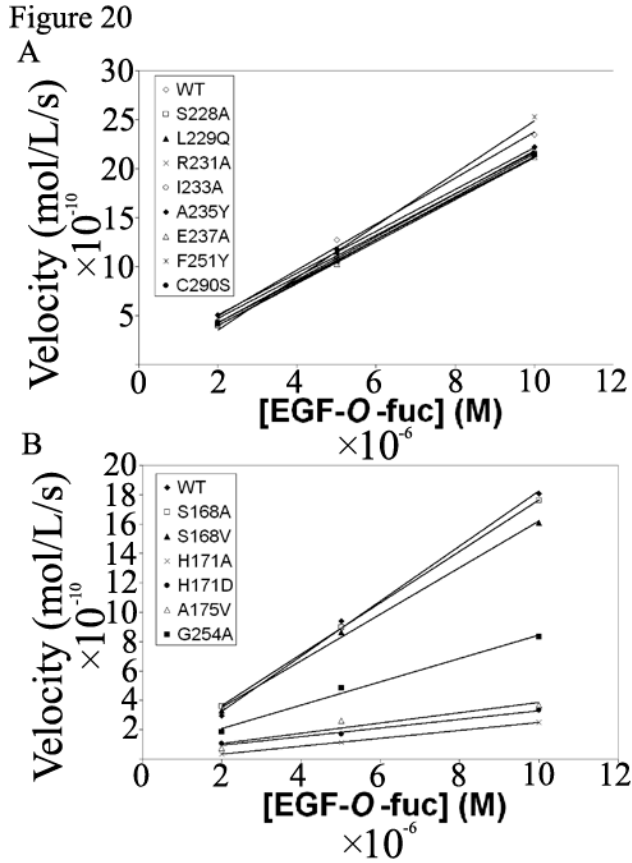 Figure 20
A
Velocity (mol/L/s)
×10⁻¹⁰
30
25
20
15
10
5
WT
S228A
L229Q
R231A
I233A
A235Y
E237A
F251Y
C290S
0 2 4 6 8 10 12
[EGF-O-fuc] (M)
×10⁻⁶
B
Velocity (mol/L/s)
×10⁻¹⁰
20
18
16
14
12
10
8
6
4
2
WT
S168A
S168V
H171A
H171D
A175V
G254A
0 2 4 6 8 10 12
[EGF-O-fuc] (M)
×10⁻⁶